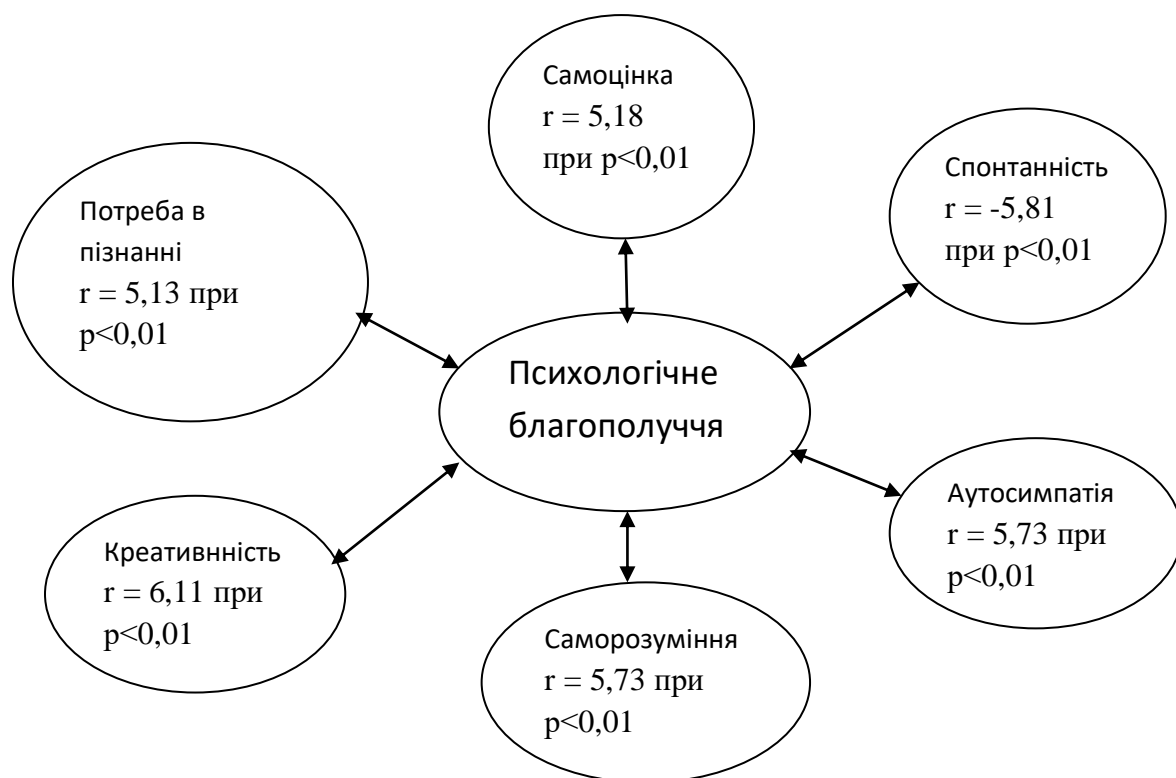 Самоцінка
r = 5,18
при p<0,01
Спонтанність
r = -5,81
при p<0,01
Потреба в
пізнанні
r = 5,13 при
p<0,01
Психологічне
благополуччя
Аутосимпатія
r = 5,73 при
p<0,01
Креативнність
r = 6,11 при
p<0,01
Саморозуміння
r = 5,73 при
p<0,01